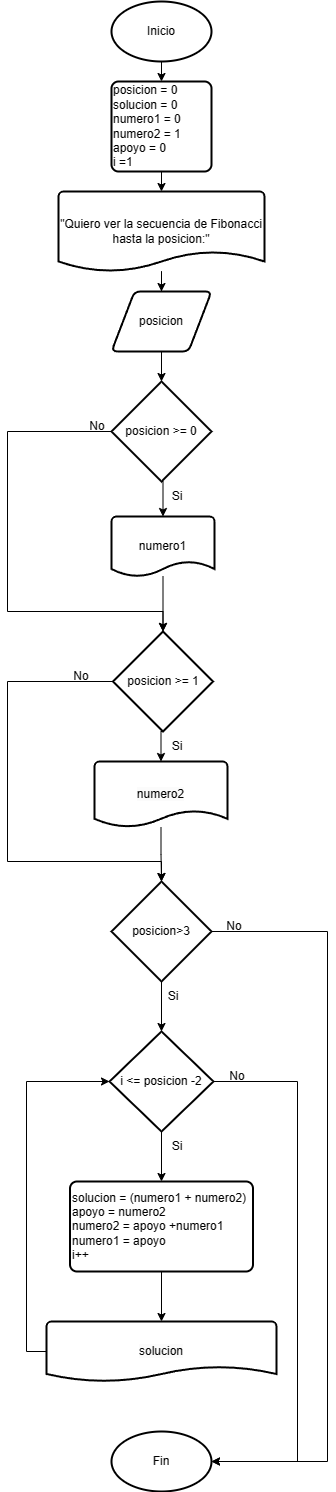 Inicio
posicion = 0
solucion = 0
numero1 = 0
numero2 = 1
apoyo = 0
i =1
"Quiero ver la secuencia de Fibonacci
hasta la posicion:"
posicion
No
posicion >= 0
Si
numero1
No
posicion >= 1
Si
numero2
posicion>3
No
Si
i <= posicion -2
No
Si
solucion = (numero1 + numero2)
apoyo = numero2
numero2 = apoyo +numero1
numero1 = apoyo
i++
solucion
Fin